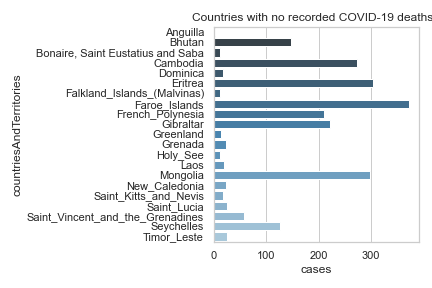 Countries with no recorded COVID-19 deaths
countriesAndTerritories
Anguilla
Bhutan
Bonaire, Saint Eustatius and Saba
Cambodia
Dominica
Eritrea
Falkland_Islands_(Malvinas)
Faroe_Islands
French_Polynesia
Gibraltar
Greenland
Grenada
Holy_See
Laos
Mongolia
New_Caledonia
Saint_Kitts_and_Nevis
Saint_Lucia
Saint_Vincent_and_the_Grenadines
Seychelles
Timor_Leste
0 100 200 300
cases